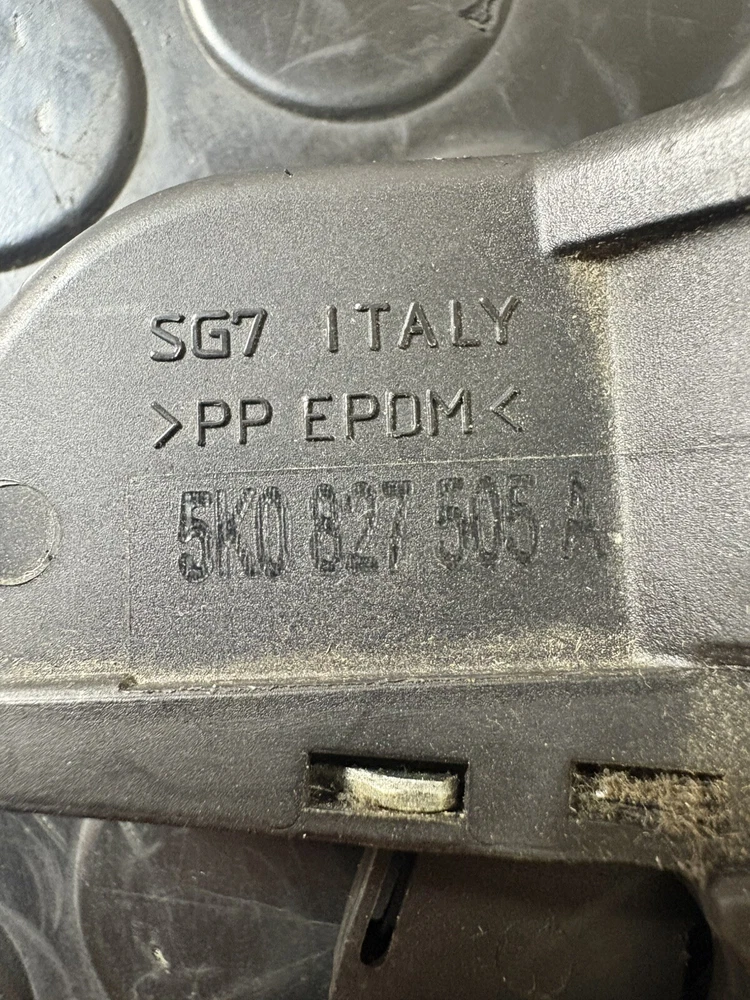 SG7 ITALY
>PP EPDM<
5K0 827 505 A